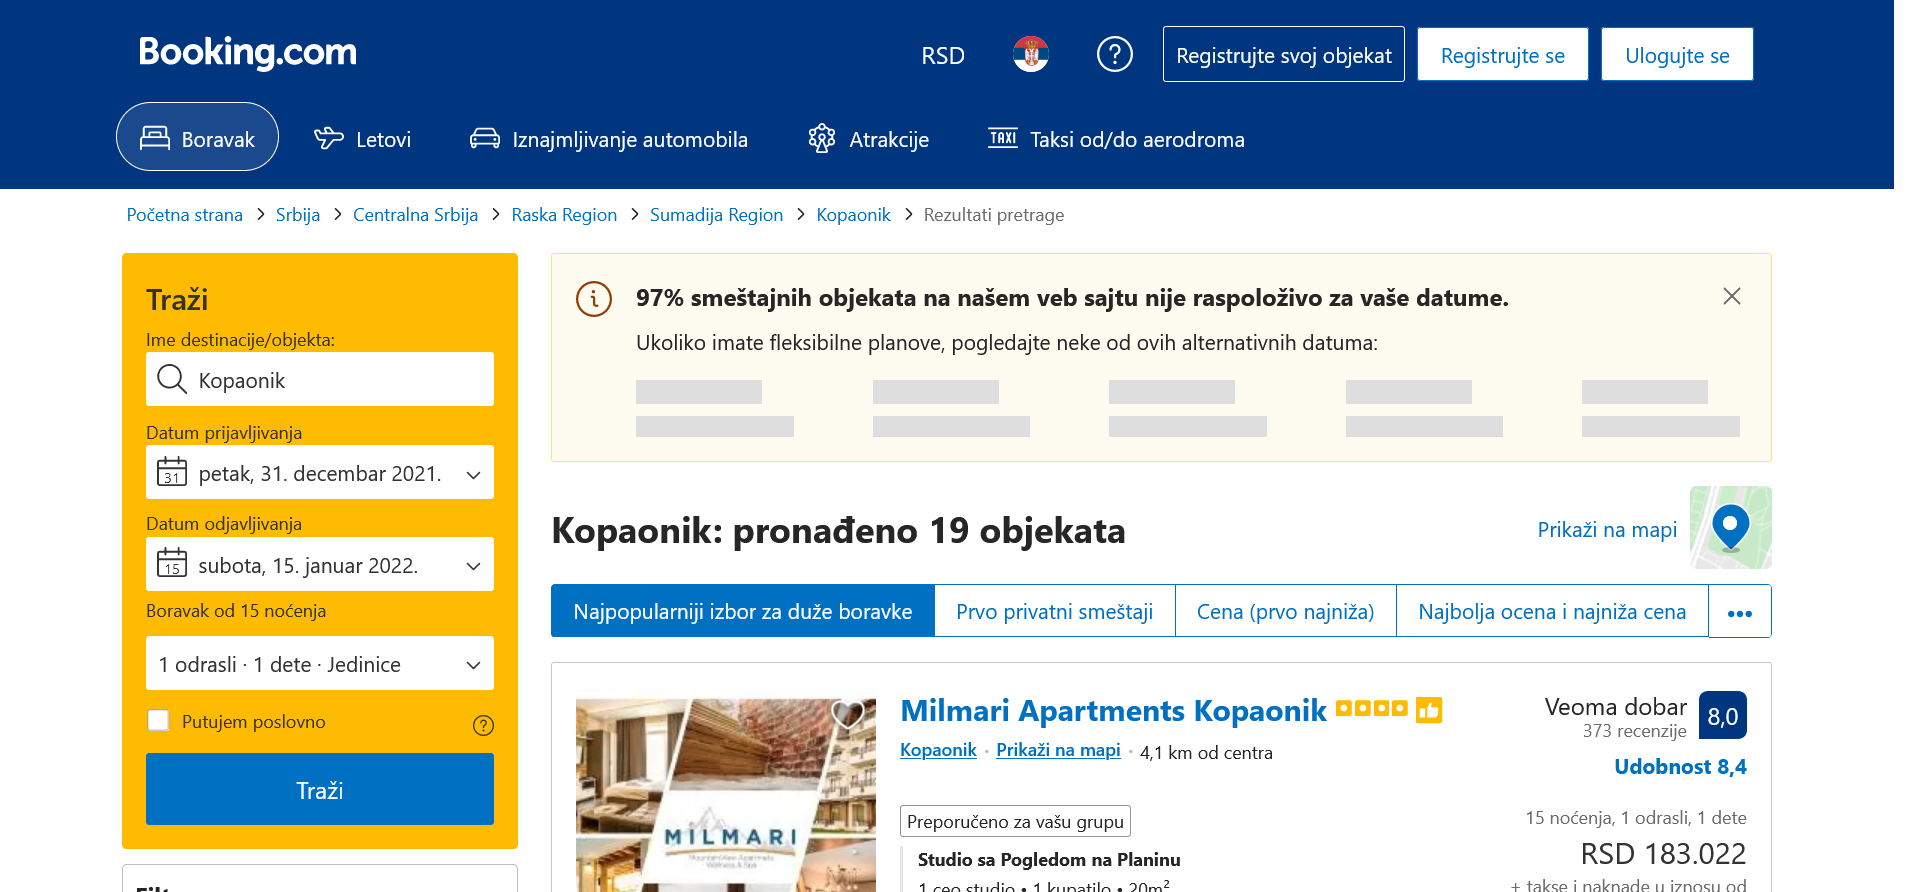 Booking.com
RSD
Registrujte svoj objekat
Registrujte se
Ulogujte se
Boravak
Letovi
Iznajmljivanje automobila
Atrakcije
TAXI
Taksi od/do aerodroma
Početna strana
Srbija
Centralna Srbija
Raska Region
Sumadija Region
Kopaonik
Rezultati pretrage
Traži
Ime destinacije/objekta:
Kopaonik
Datum prijavljivanja
31
petak, 31. decembar 2021.
Datum odjavljivanja
15
subota, 15. januar 2022.
Boravak od 15 noćenja
1 odrasli · 1 dete · Jedinice
Putujem poslovno
Traži
97% smeštajnih objekata na našem veb sajtu nije raspoloživo za vaše datume.
Ukoliko imate fleksibilne planove, pogledajte neke od ovih alternativnih datuma:
Kopaonik: pronađeno 19 objekata
Prikaži na mapi
Najpopularniji izbor za duže boravke
Prvo privatni smeštaji
Cena (prvo najniža)
Najbolja ocena i najniža cena
MILMARI
Milmari Apartments Kopaonik
Kopaonik · Prikaži na mapi · 4,1 km od centra
Preporučeno za vašu grupu
Studio sa Pogledom na Planinu
1 ceo studio • 1 kupatilo • 20m²
Veoma dobar
8,0
373 recenzije
Udobnost 8,4
15 noćenja, 1 odrasli, 1 dete
RSD 183.022
+ takse i naknade u iznosu od